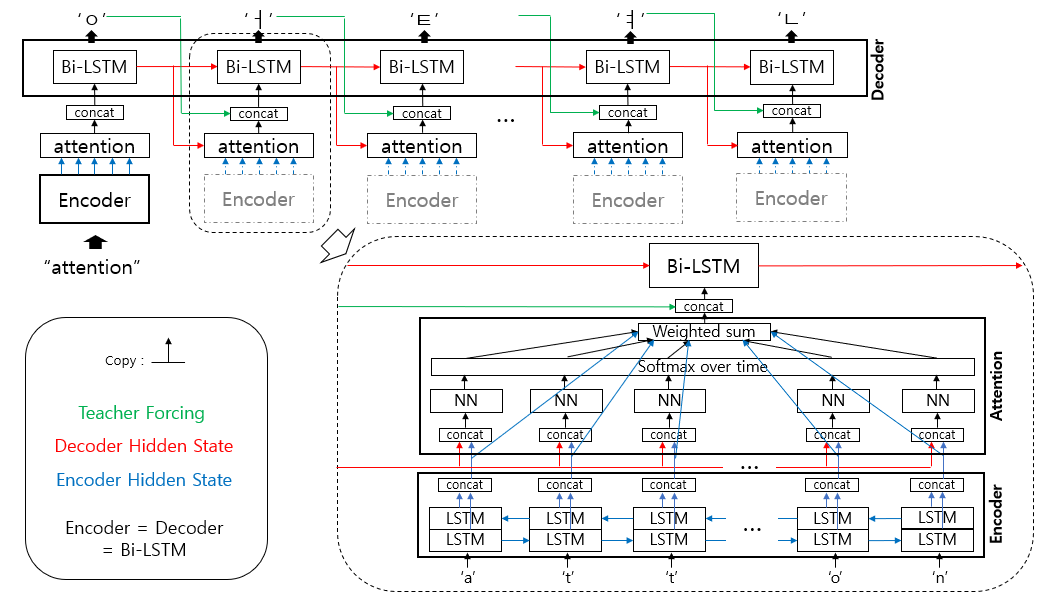 'ㅇ' 'ㅓ' 'ㅌ' 'ㅕ' 'ㄴ'
Bi-LSTM Bi-LSTM Bi-LSTM Bi-LSTM Bi-LSTM
Decoder
concat concat concat concat concat
...
attention attention attention attention attention
Encoder Encoder Encoder Encoder Encoder
"attention"
Bi-LSTM
concat
Weighted sum
Softmax over time
NN NN NN NN NN
concat concat concat concat concat
Attention
...
concat concat concat concat concat
LSTM LSTM LSTM LSTM LSTM
...
LSTM LSTM LSTM LSTM LSTM
Encoder
'a' 't' 't' 'o' 'n'
Copy :
Teacher Forcing
Decoder Hidden State
Encoder Hidden State
Encoder = Decoder
= Bi-LSTM